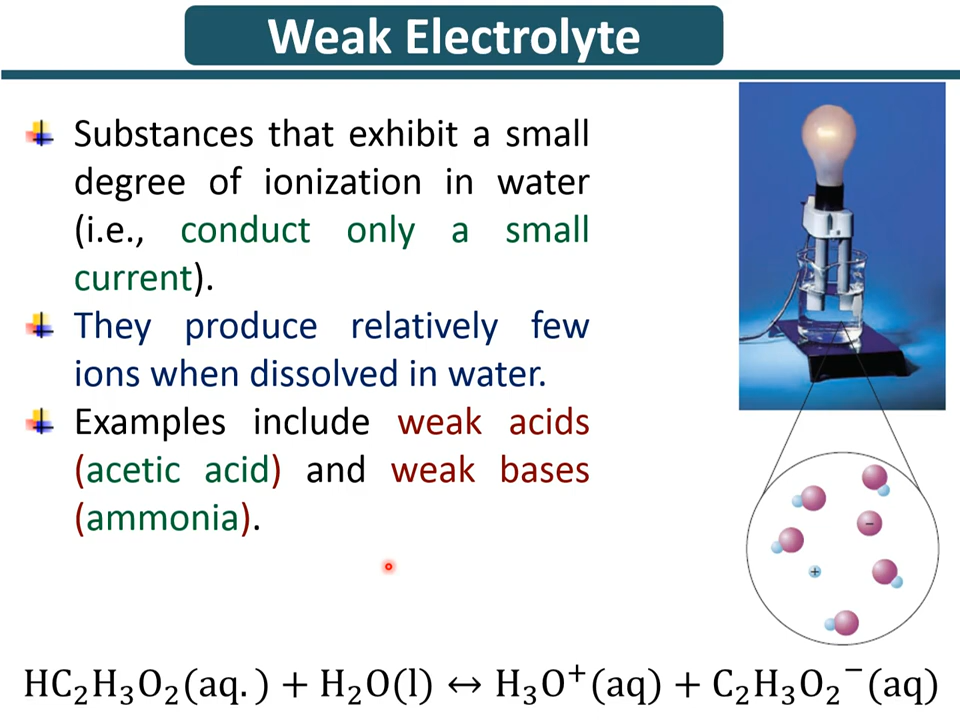 Weak Electrolyte
Substances that exhibit a small
degree of ionization in water
(i.e., conduct only a small
current).
They produce relatively few
ions when dissolved in water.
Examples include weak acids
(acetic acid) and weak bases
(ammonia).
−
+
HC₂H₃O₂(aq.) + H₂O(l) ↔ H₃O⁺(aq) + C₂H₃O₂⁻(aq)